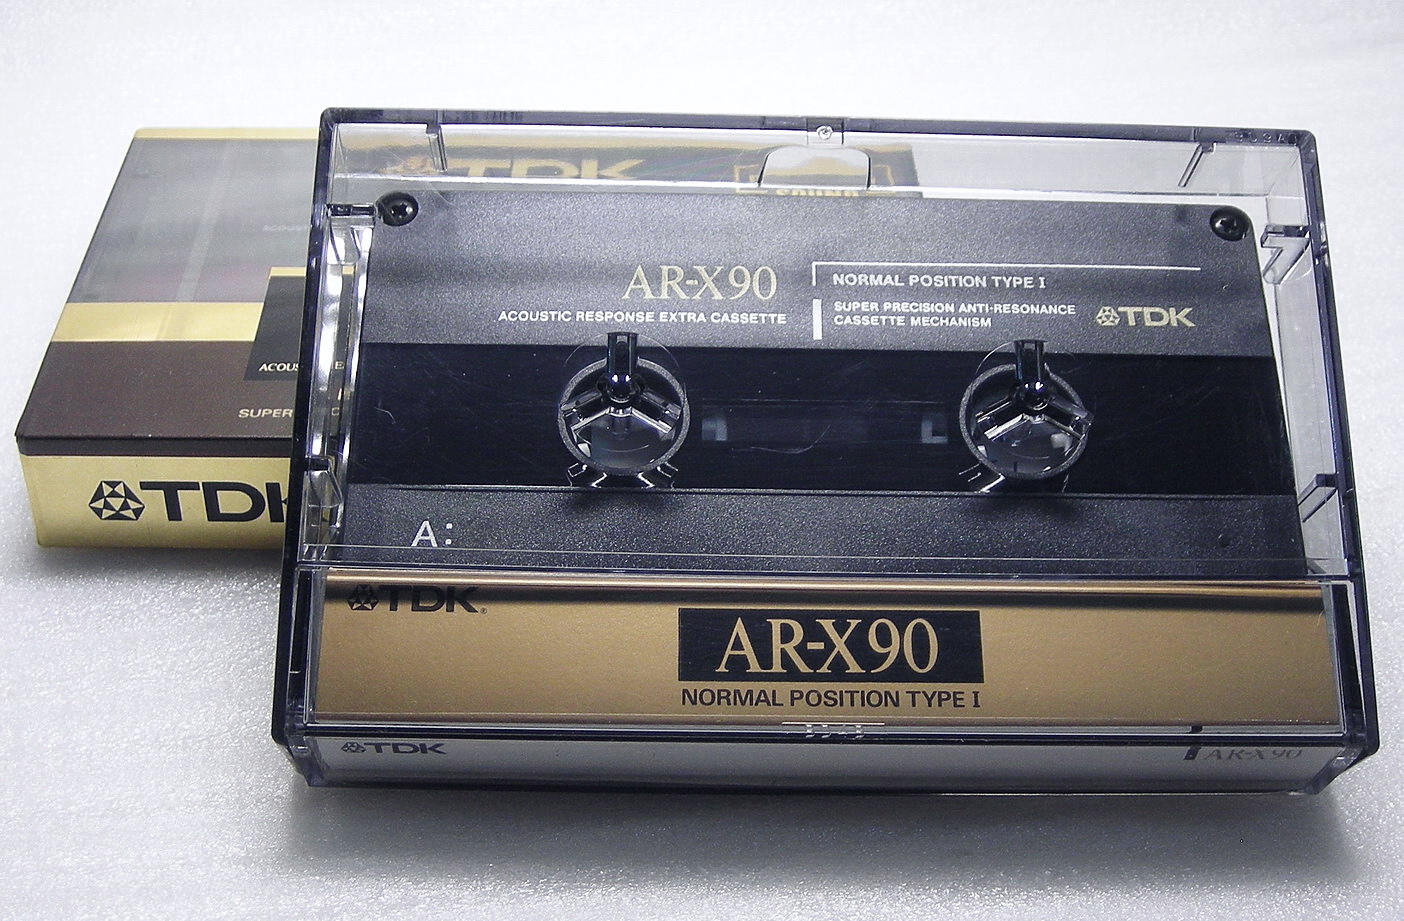 TDK
SOUND
AR-X90
ACOUSTIC RESPONSE EXTRA CASSETTE
NORMAL POSITION TYPE I
SUPER PRECISION ANTI-RESONANCE
CASSETTE MECHANISM
TDK
SUPER
TDK
A:
TDK®
AR-X90
NORMAL POSITION TYPE I
TDK
AR-X90